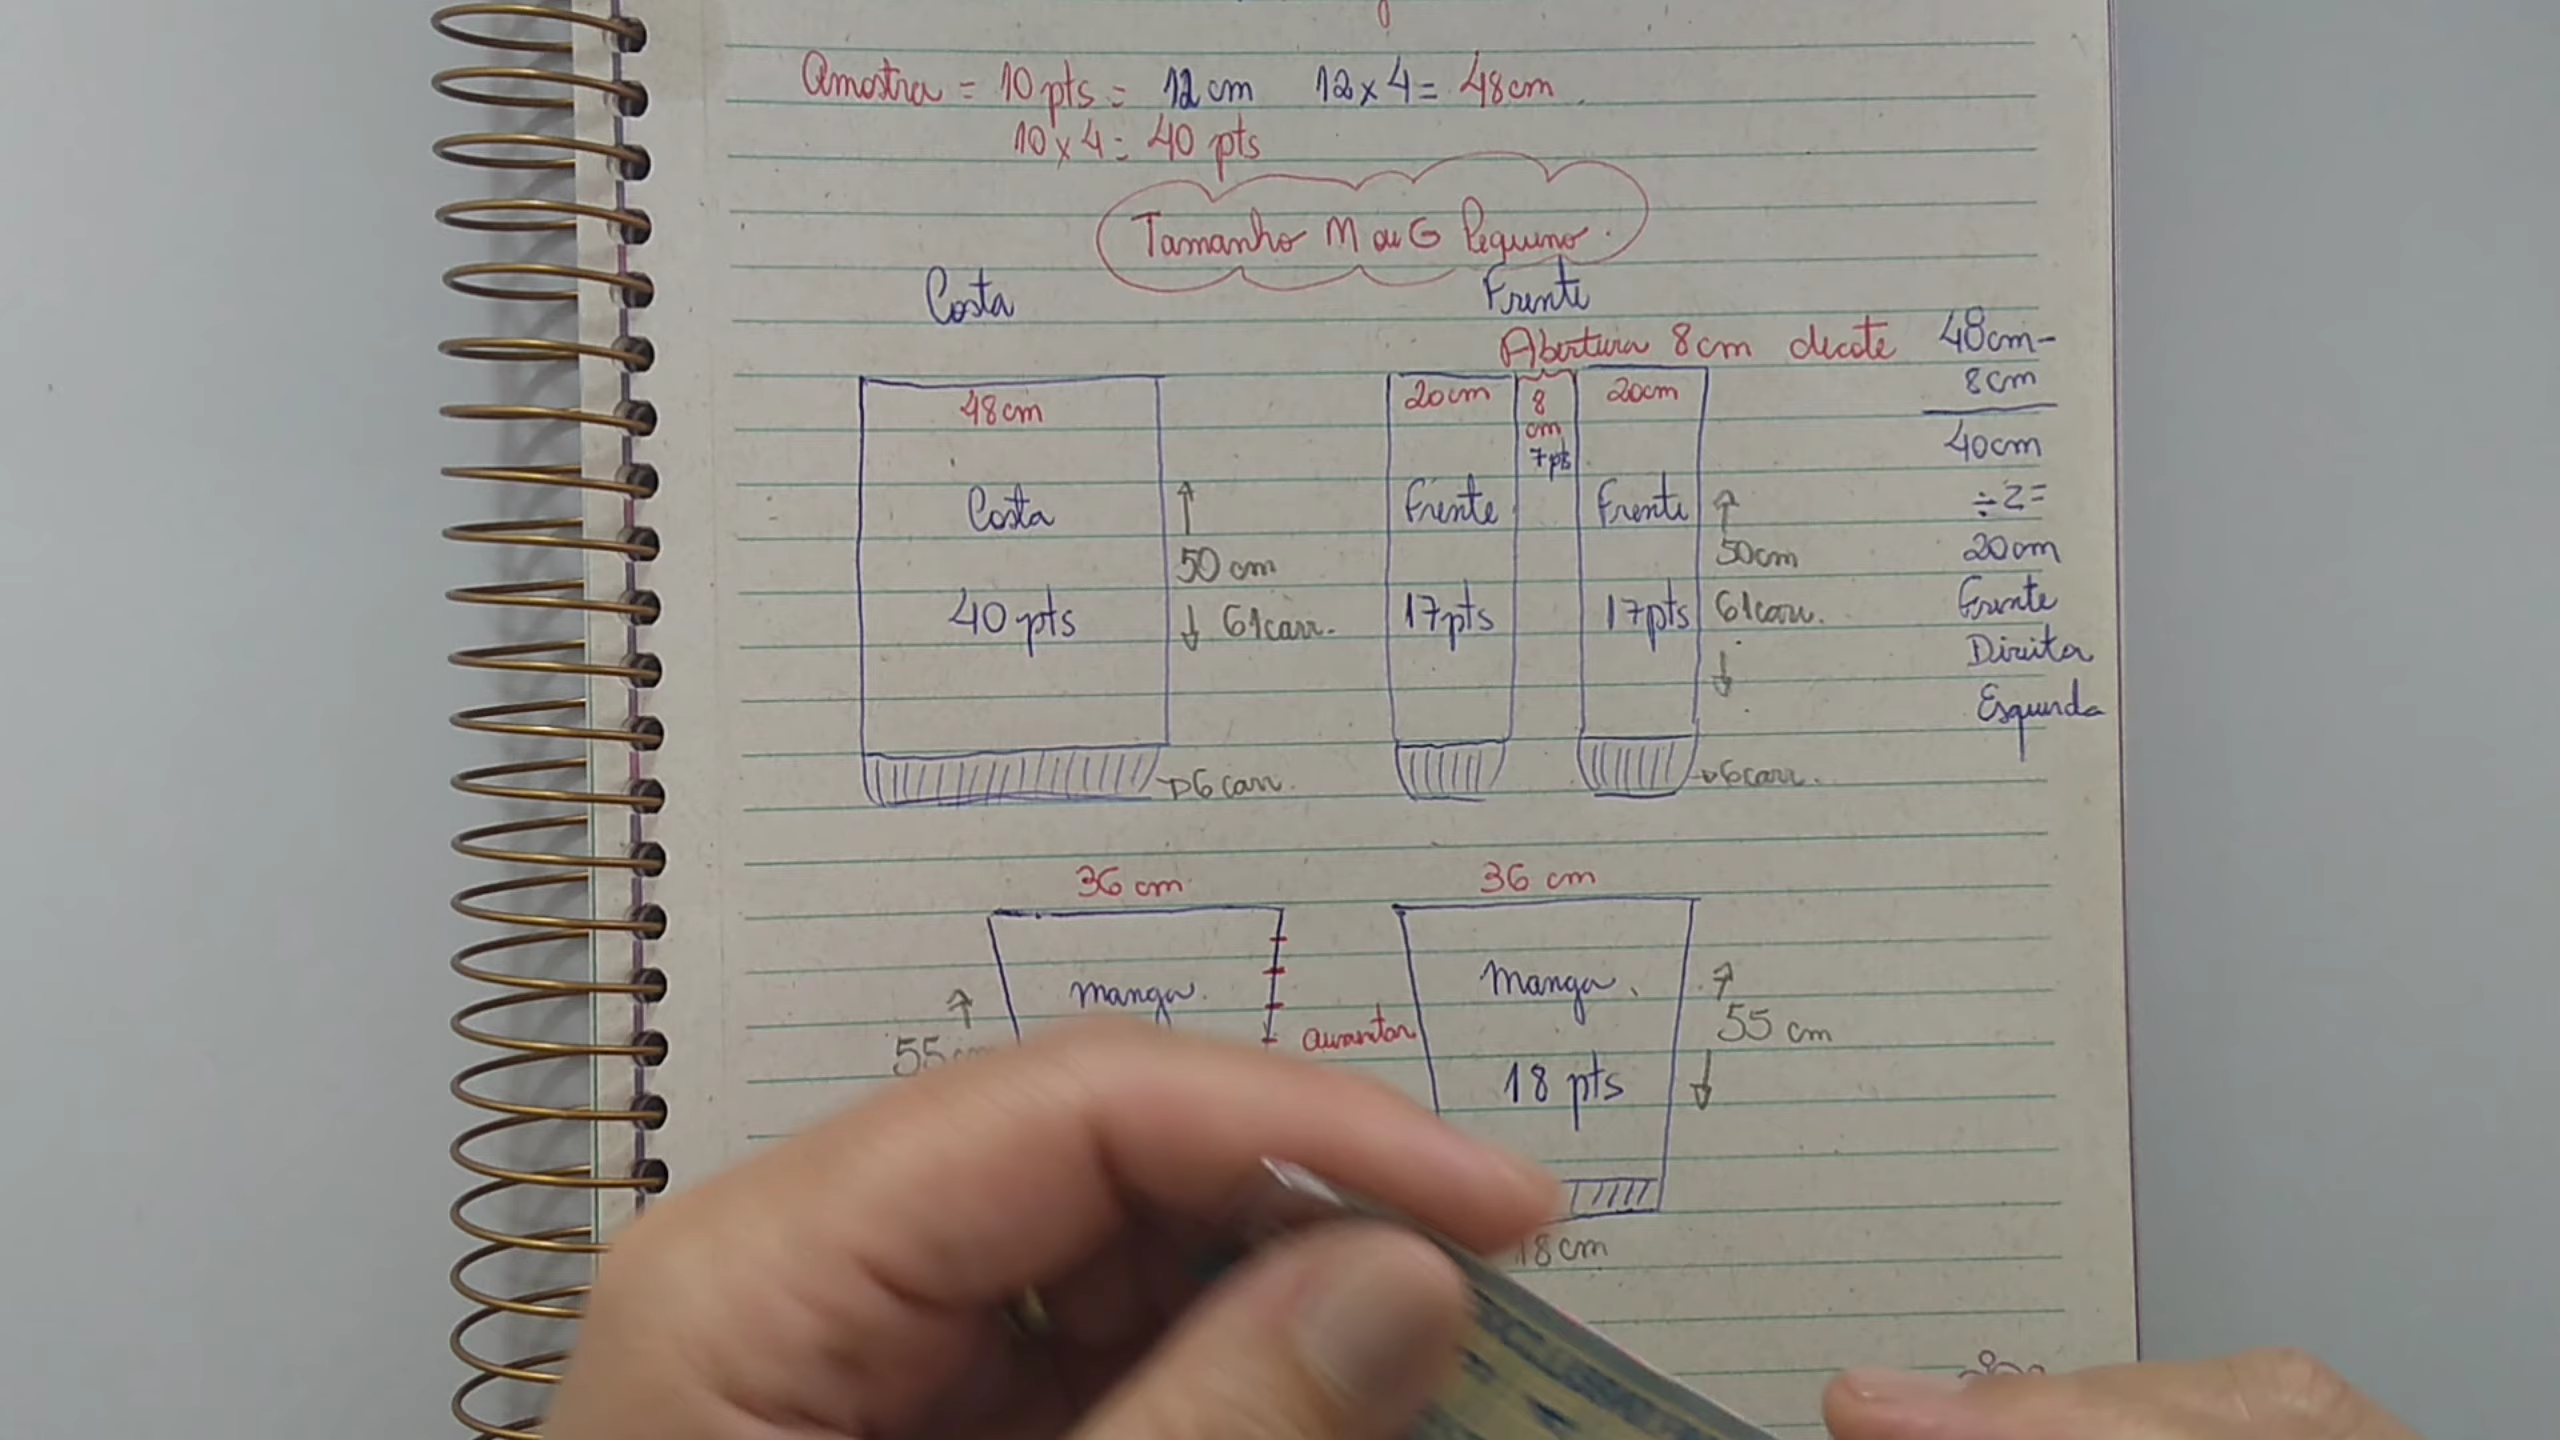 Amostra = 10 pts = 12 cm 12 x 4 = 48cm
10 x 4 = 40 pts
Tamanho M ou G Pequeno.
Costa
Frente
Abertura 8cm decote
48cm
Costa
40 pts
50 cm
61 carr.
6 carr.
20cm
8 cm
7 pts
20cm
Frente
Frente
17 pts
17 pts
50cm
61 carr.
6 carr.
48cm -
8cm
40cm
÷ 2 =
20cm
Frente
Direita
Esquerda
36 cm
manga.
55 cm
aumentar
36 cm
Manga.
18 pts
55 cm
18 cm